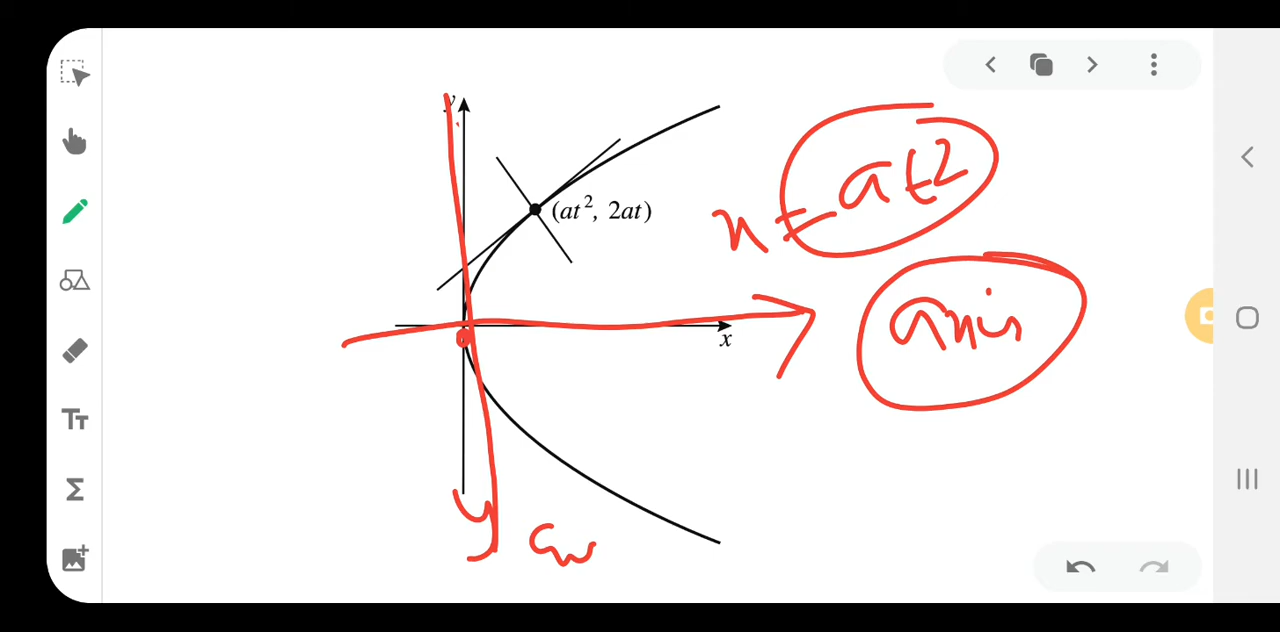 y
(at², 2at)
x = at²
axis
x
y